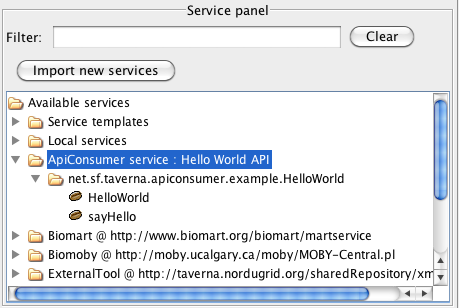 Service panel
Filter:
Clear
Import new services
Available services
Service templates
Local services
ApiConsumer service : Hello World API
net.sf.taverna.apiconsumer.example.HelloWorld
HelloWorld
sayHello
Biomart @ http://www.biomart.org/biomart/martservice
Biomoby @ http://moby.ucalgary.ca/moby/MOBY-Central.pl
ExternalTool @ http://taverna.nordugrid.org/sharedRepository/xm